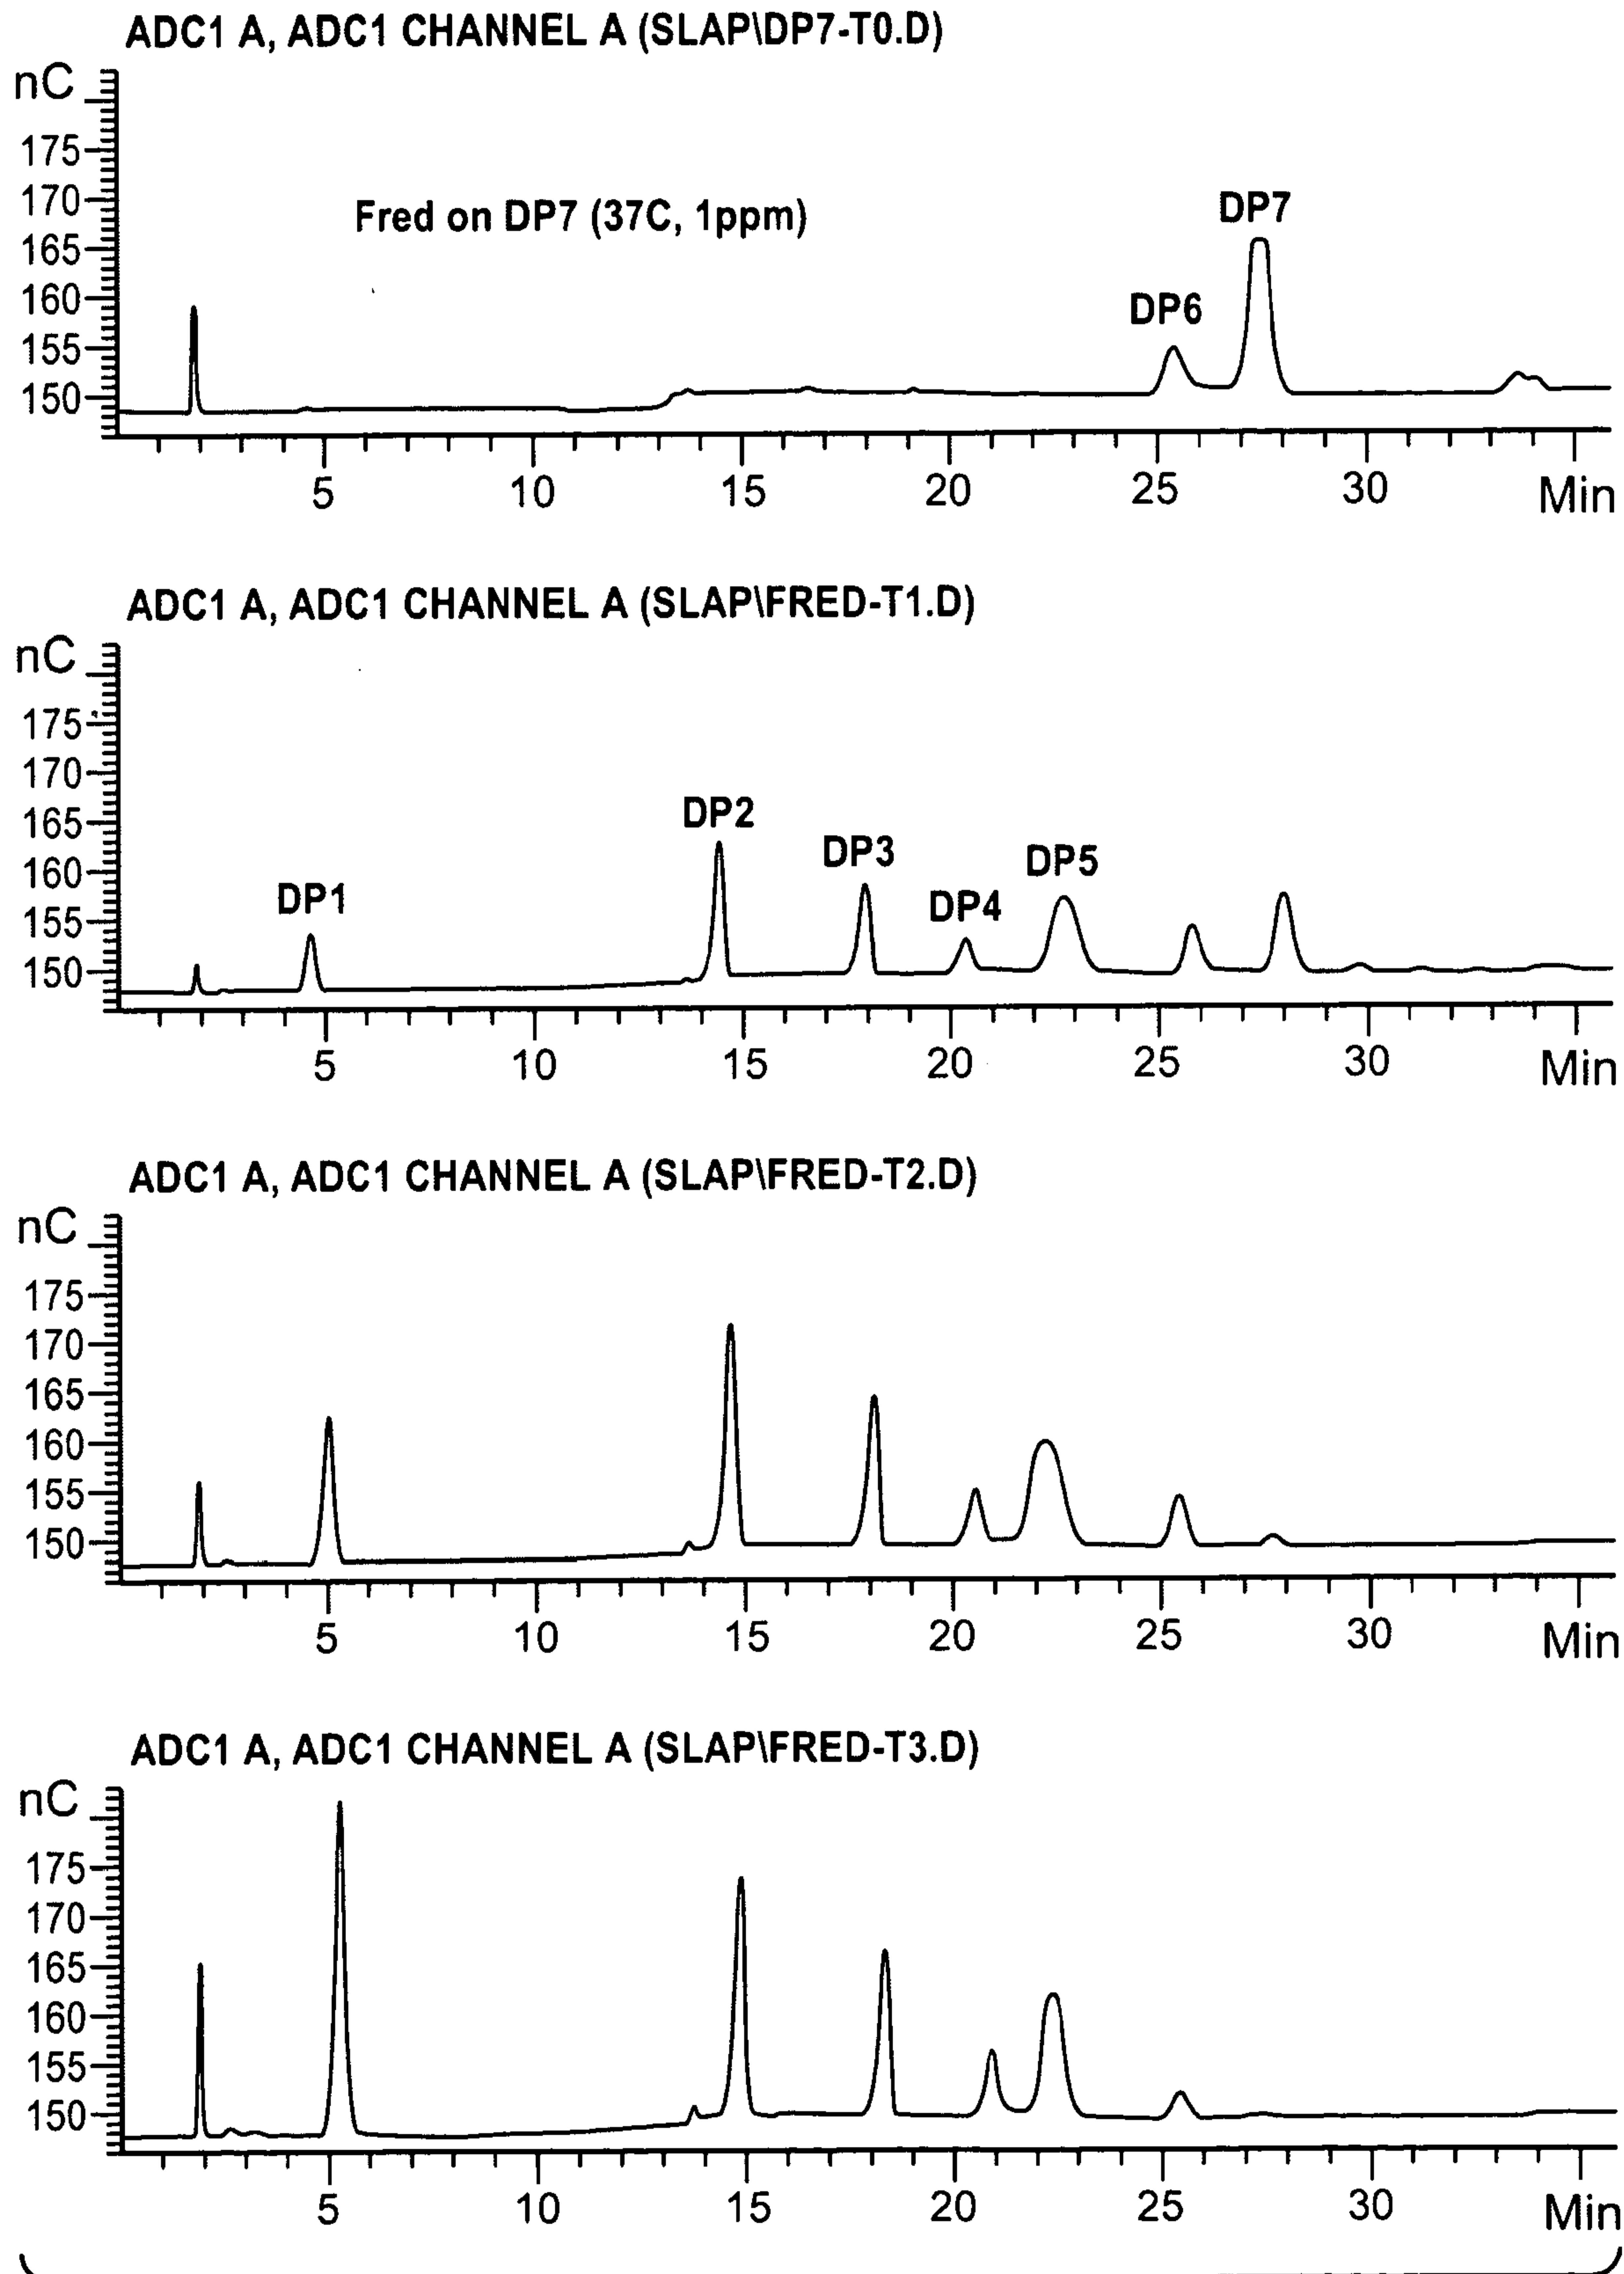 ADC1 A, ADC1 CHANNEL A (SLAP\DP7-T0.D)
nC
175
170
165
160
155
150
Fred on DP7 (37C, 1ppm)
DP6
DP7
5 10 15 20 25 30 Min
ADC1 A, ADC1 CHANNEL A (SLAP\FRED-T1.D)
nC
175
170
165
160
155
150
DP1
DP2
DP3
DP4
DP5
5 10 15 20 25 30 Min
ADC1 A, ADC1 CHANNEL A (SLAP\FRED-T2.D)
nC
175
170
165
160
155
150
5 10 15 20 25 30 Min
ADC1 A, ADC1 CHANNEL A (SLAP\FRED-T3.D)
nC
175
170
165
160
155
150
5 10 15 20 25 30 Min